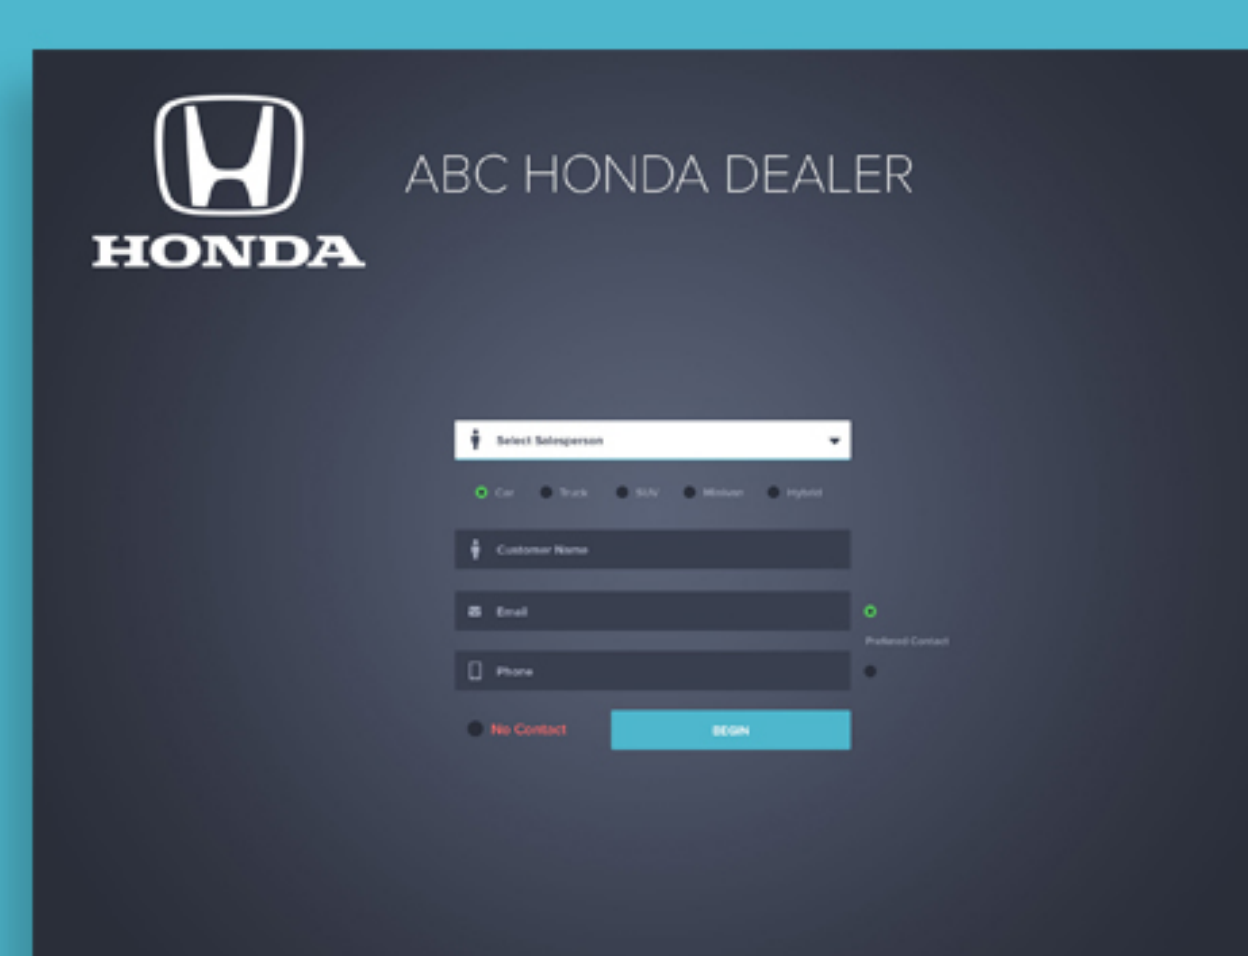 HONDA
ABC HONDA DEALER
Select Salesperson
Car Truck SUV Minivan Hybrid
Customer Name
Email
Preferred Contact
Phone
No Contact
BEGIN